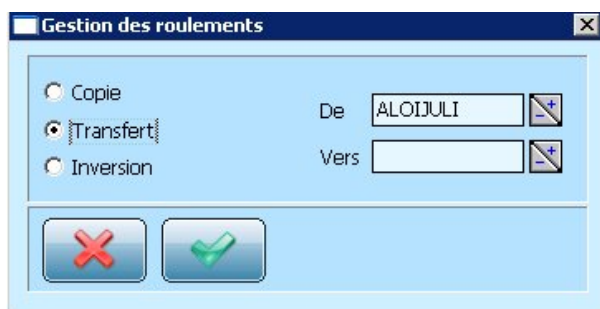 Gestion des roulements
Copie
Transfert
Inversion
De ALOIJULI
Vers